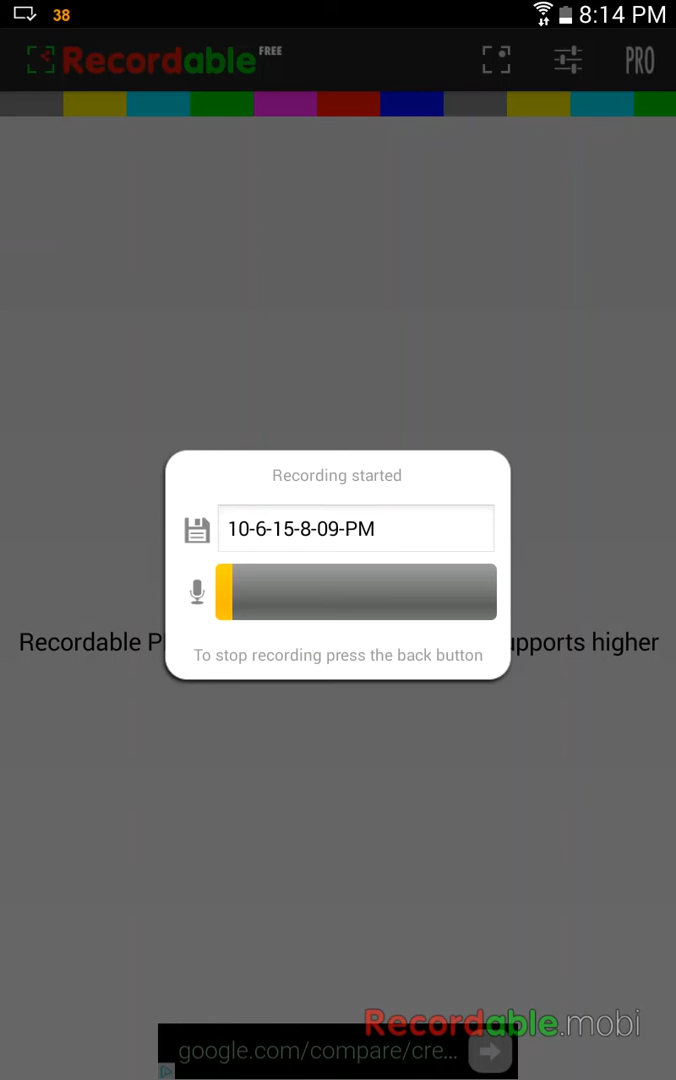 38
8:14 PM
Recordable FREE
PRO
Recording started
10-6-15-8-09-PM
Recordable P
pports higher
To stop recording press the back button
Recordable.mobi
google.com/compare/cre...